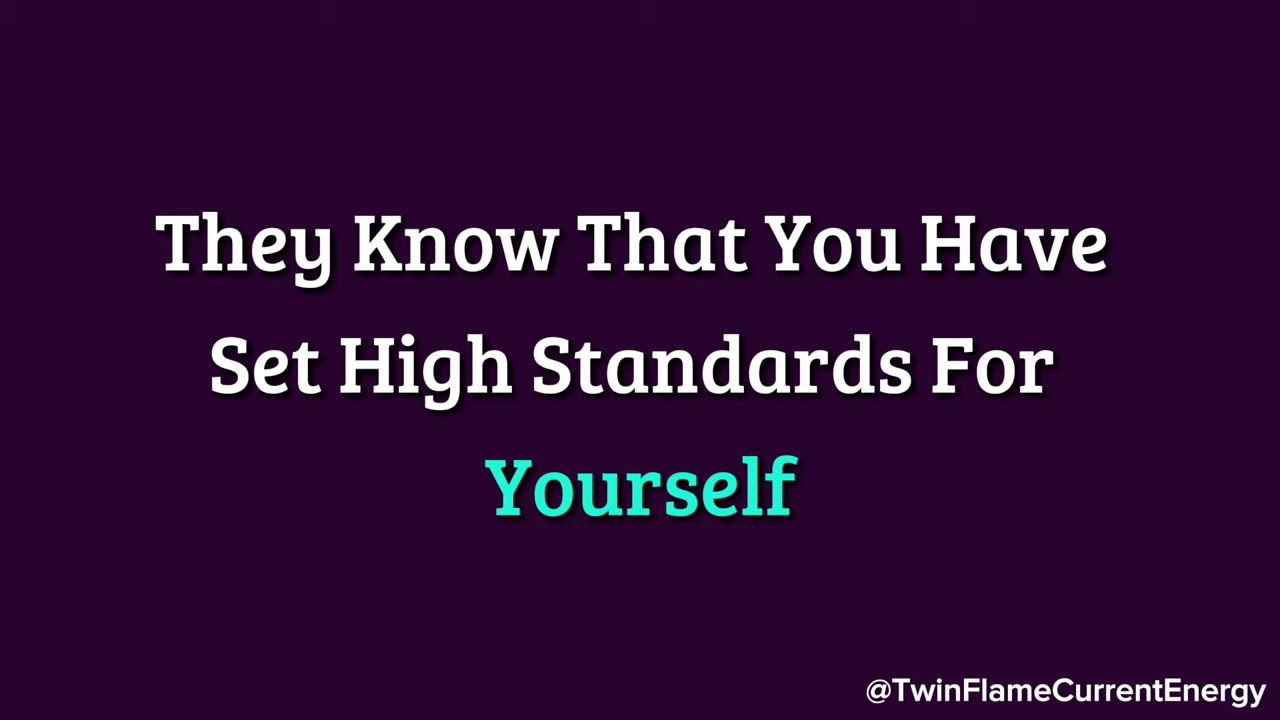 They Know That You Have
Set High Standards For
Yourself
@TwinFlameCurrentEnergy